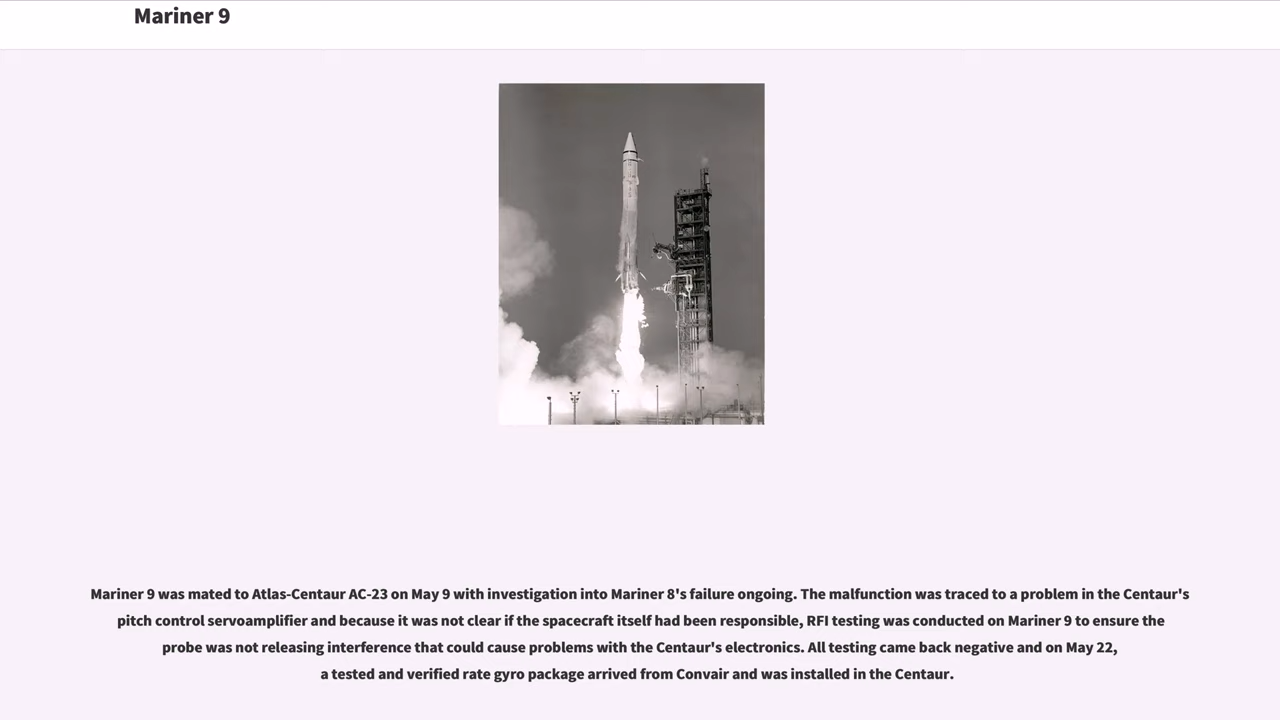 Mariner 9
Mariner 9 was mated to Atlas-Centaur AC-23 on May 9 with investigation into Mariner 8's failure ongoing. The malfunction was traced to a problem in the Centaur's
pitch control servoamplifier and because it was not clear if the spacecraft itself had been responsible, RFI testing was conducted on Mariner 9 to ensure the
probe was not releasing interference that could cause problems with the Centaur's electronics. All testing came back negative and on May 22,
a tested and verified rate gyro package arrived from Convair and was installed in the Centaur.